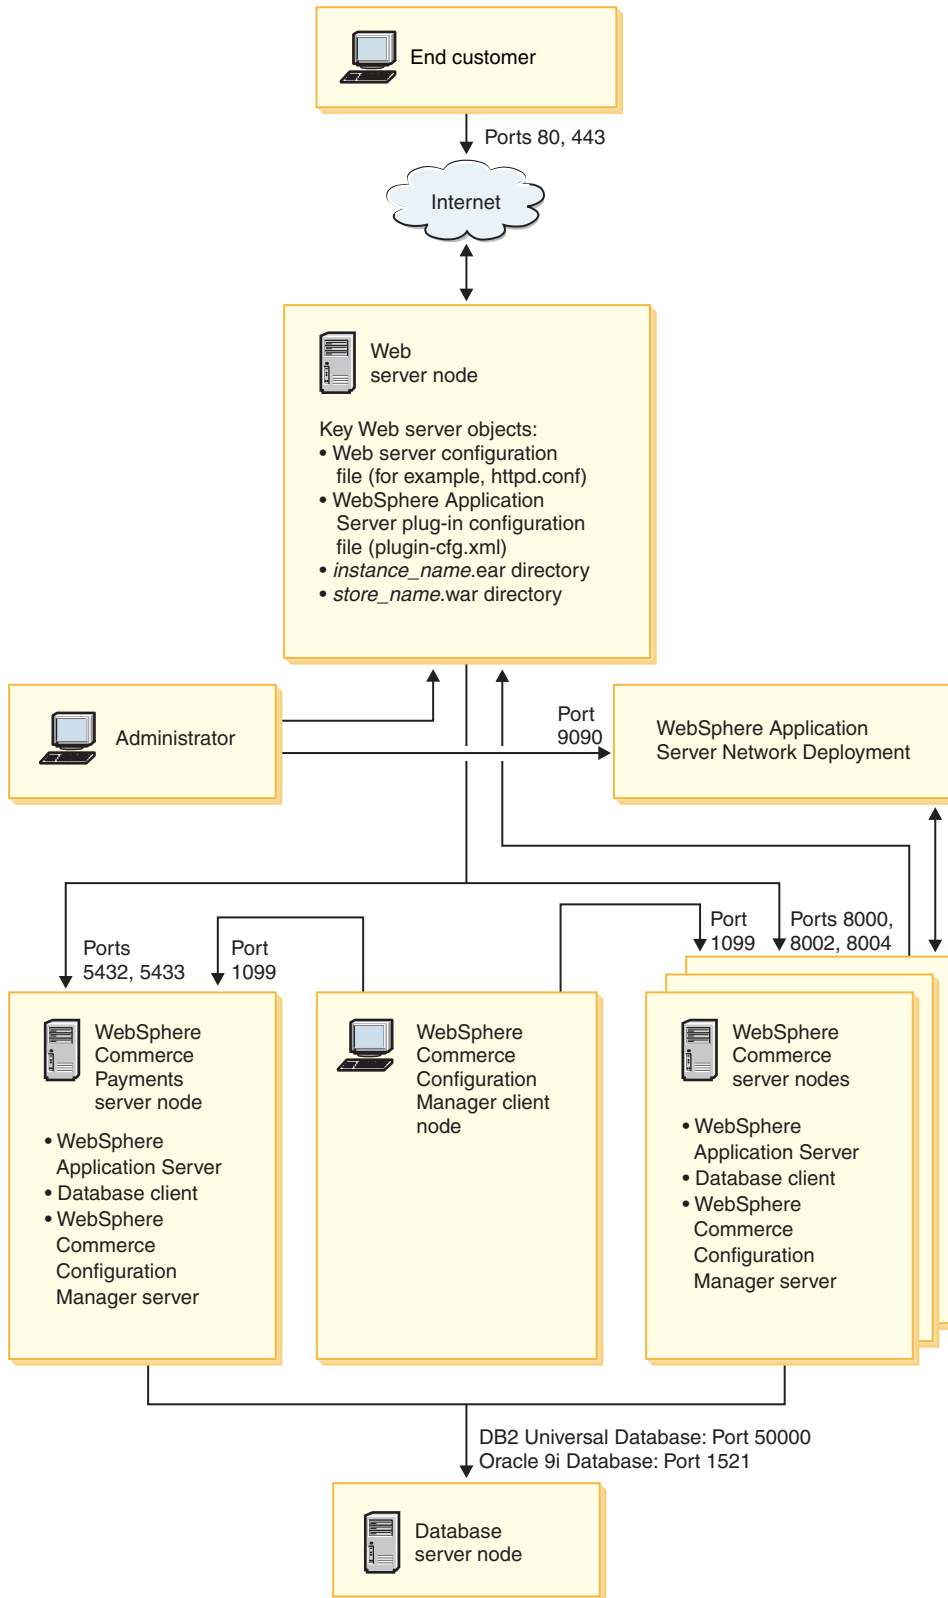 End customer
Ports 80, 443
Internet
Web
server node
Key Web server objects:
• Web server configuration
file (for example, httpd.conf)
• WebSphere Application
Server plug-in configuration
file (plugin-cfg.xml)
• instance_name.ear directory
• store_name.war directory
Administrator
Port
9090
WebSphere Application
Server Network Deployment
Ports
5432, 5433
Port
1099
Port
1099
Ports 8000,
8002, 8004
WebSphere
Commerce
Payments
server node
• WebSphere
Application Server
• Database client
• WebSphere
Commerce
Configuration
Manager server
WebSphere
Commerce
Configuration
Manager client
node
WebSphere
Commerce
server nodes
• WebSphere
Application Server
• Database client
• WebSphere
Commerce
Configuration
Manager server
DB2 Universal Database: Port 50000
Oracle 9i Database: Port 1521
Database
server node